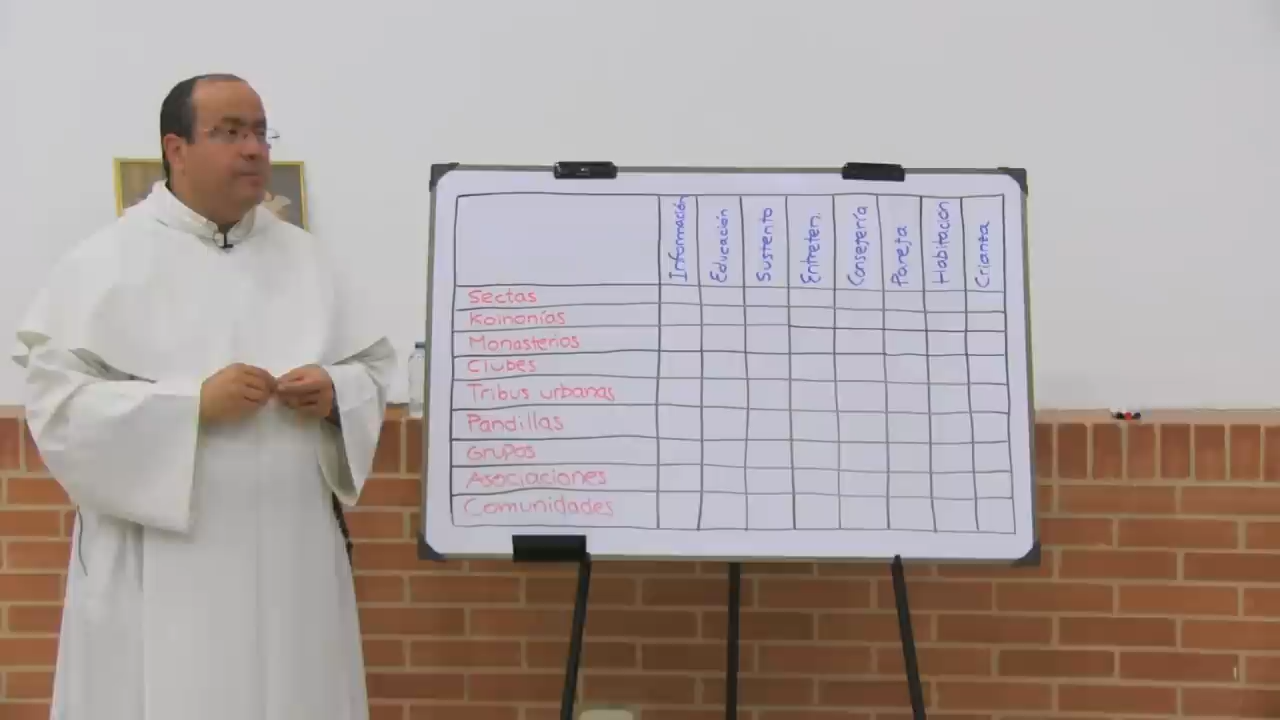 Información
Educación
Sustento
Entreten.
Consejería
Pareja
Habitación
Crianza
Sectas
Koinonías
Monasterios
Clubes
Tribus urbanas
Pandillas
Grupos
Asociaciones
Comunidades